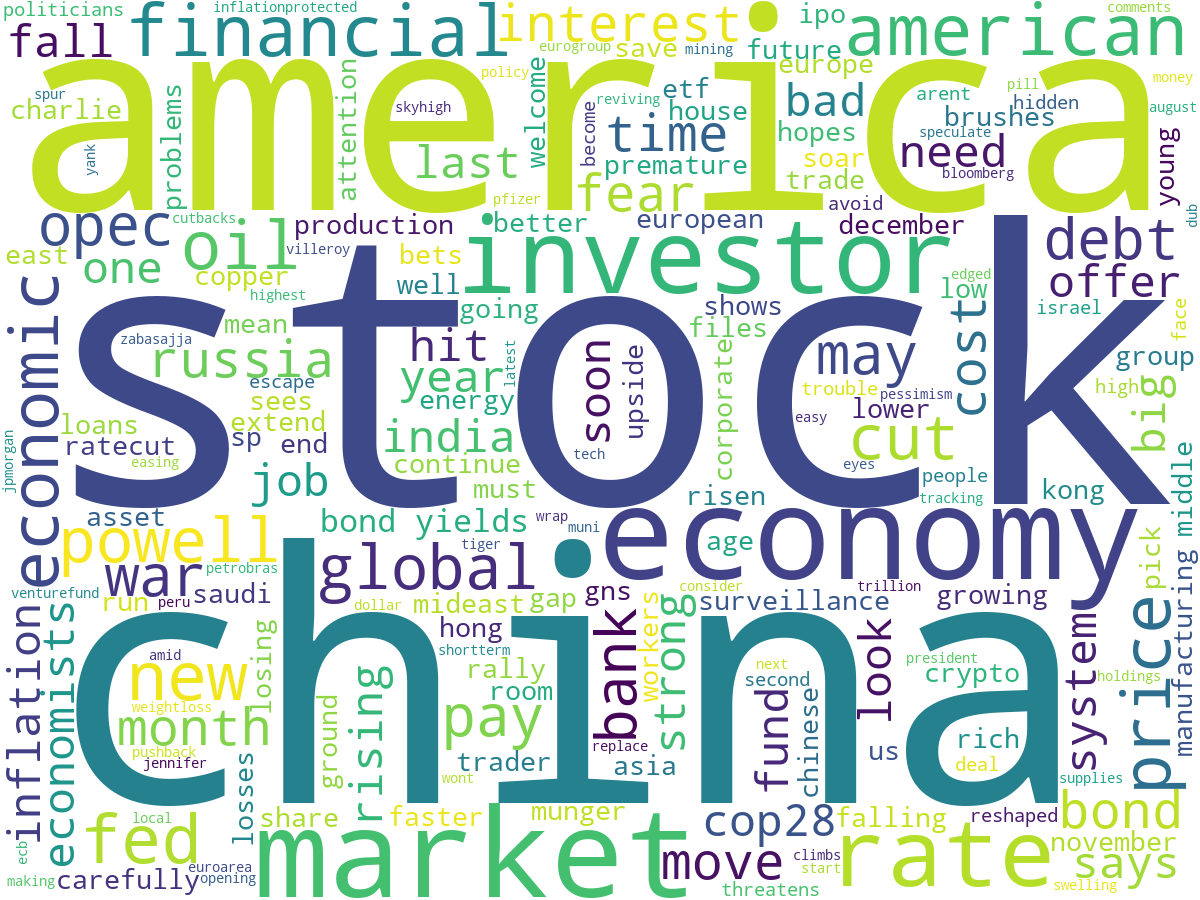 politicians
inflationprotected
interest
ipo
comments
fall
financial
eurogroup
save
mining
future
american
america
spur
attention
policy
welcome
europe
pill
money
charlie
skyhigh
reviving
etf
house
bad
arent
hidden
august
problems
become
time
hopes
brushes
speculate
yank
last
premature
soar
need
bloomberg
young
fear
trade
pfizer
avoid
opec
cutbacks
production
better
european
december
debt
dub
east
one
oil
villeroy
bets
investor
offer
copper
well
edged
low
highest
going
shows
israel
face
economic
zabasajja
mean
files
stock
russia
hit
latest
soon
upside
may
cost
group
year
escape
trouble
pessimism
high
big
sees
energy
corporate
lower
loans
extend
easy
ratecut
sp
end
india
cut
jpmorgan
easing
continue
tech
eyes
people
job
must
risen
tracking
kong
asset
bond yields
wrap
muni
economy
manufacturing middle
powell
tiger
age
pick
war
petrobras
global
consider
trillion
venturefund
saudi
gns
surveillance
growing
run
peru
dollar
mideast
gap
workers
strong
price
inflation
economists
losing
hong
bank
look
system
amid
shortterm
china
new
rally
next
president
weightloss
room
second
crypto
holdings
month
ground
rising
pay
fund
chinese
rich
pushback
replace
us
jennifer
trader
asia
deal
wont
supplies
losses
local
share
faster
munger
cop28
falling
reshaped
bond
fed
market
november
ecb
euroarea
move
climbs
rate
says
making
carefully
opening
threatens
start
swelling